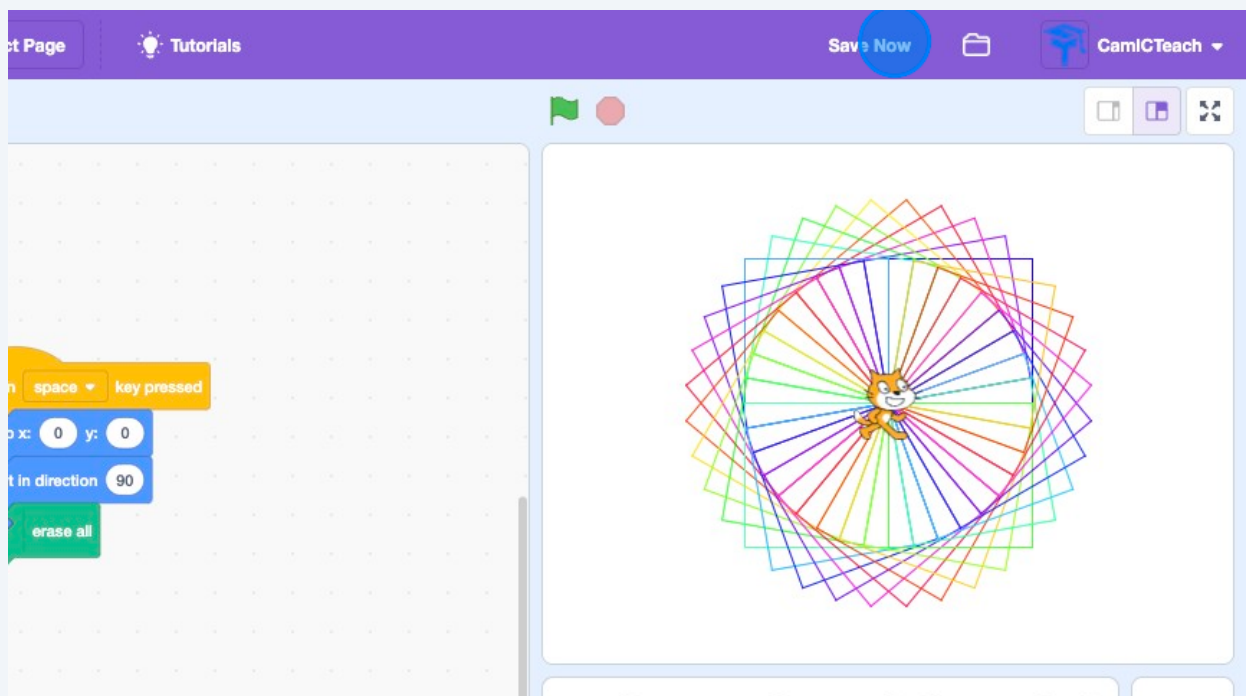 ct Page
Tutorials
Save Now
CamICTeach
n space key pressed
o x: 0 y: 0
t in direction 90
erase all